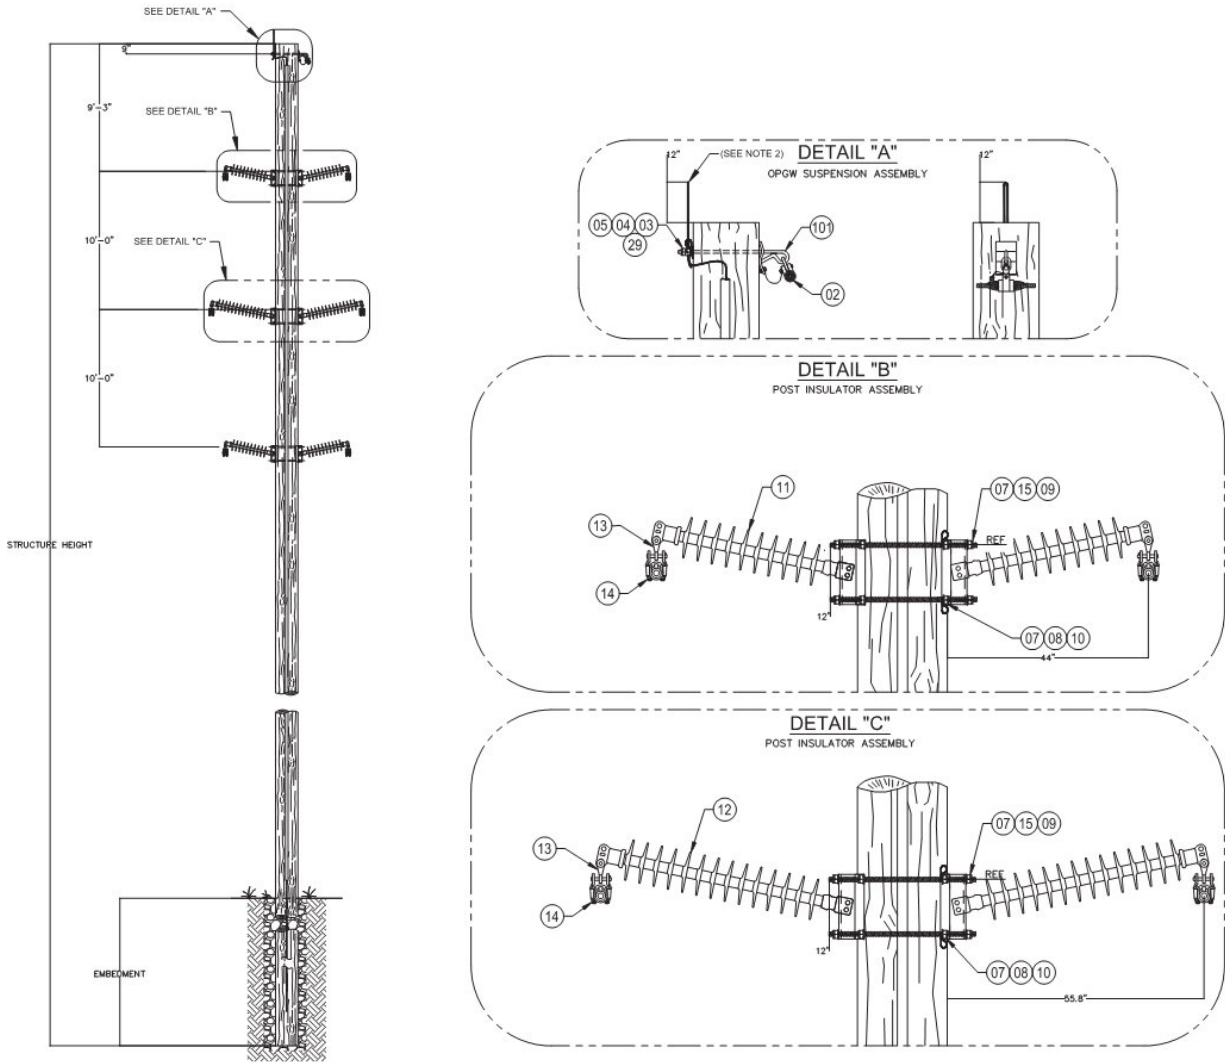 SEE DETAIL "A"
9"
9'-3"
SEE DETAIL "B"
10'-0"
SEE DETAIL "C"
10'-0"
STRUCTURE HEIGHT
EMBEDMENT
12"
(SEE NOTE 2)
DETAIL "A"
OPGW SUSPENSION ASSEMBLY
12"
05 04 03
29
101
02
DETAIL "B"
POST INSULATOR ASSEMBLY
11
07 15 09
13
REF
14
12"
07 08 10
44"
DETAIL "C"
POST INSULATOR ASSEMBLY
12
07 15 09
13
REF
14
12"
07 08 10
55.8"